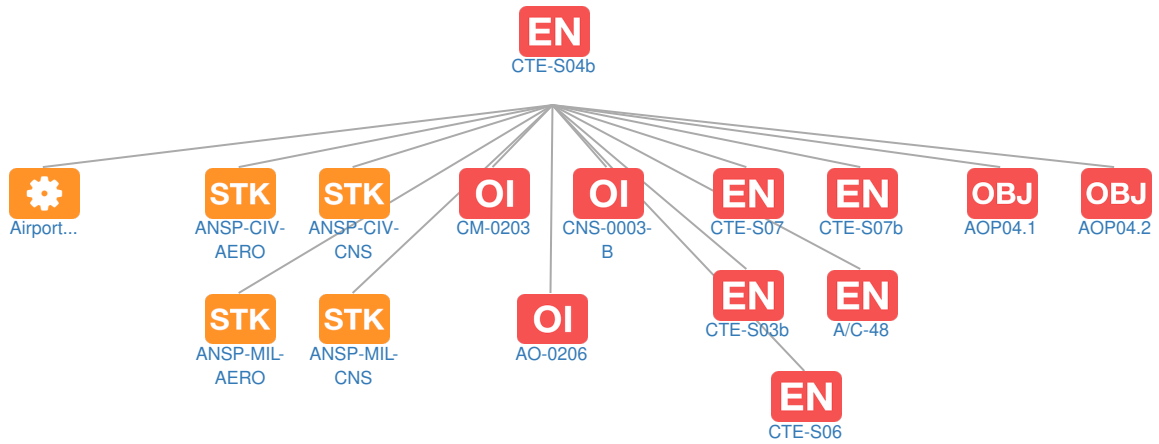 EN
CTE-S04b
Airport...
STK
ANSP-CIV-
AERO
STK
ANSP-CIV-
CNS
OI
CM-0203
OI
CNS-0003-
B
EN
CTE-S07
EN
CTE-S07b
OBJ
AOP04.1
OBJ
AOP04.2
STK
ANSP-MIL-
AERO
STK
ANSP-MIL-
CNS
OI
AO-0206
EN
CTE-S03b
EN
A/C-48
EN
CTE-S06